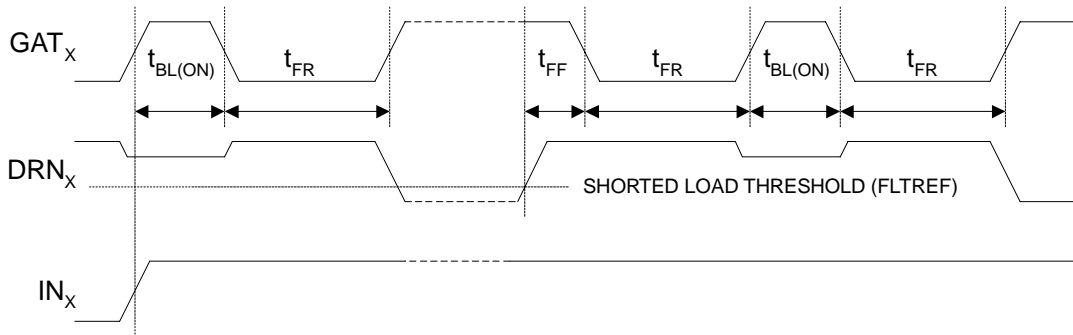 GATX
tBL(ON)
tFR
tFF
tFR
tBL(ON)
tFR
DRNX
SHORTED LOAD THRESHOLD (FLTREF)
INX